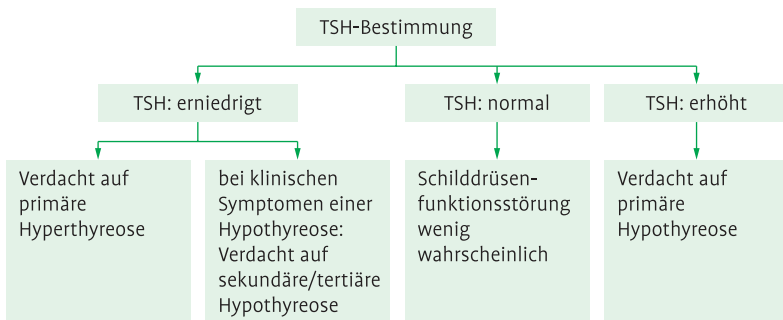 TSH-Bestimmung
TSH: erniedrigt
TSH: normal
TSH: erhöht
Verdacht auf
primäre
Hyperthyreose
bei klinischen
Symptomen einer
Hypothyreose:
Verdacht auf
sekundäre/tertiäre
Hypothyreose
Schilddrüsen-
funktionsstörung
wenig
wahrscheinlich
Verdacht auf
primäre
Hypothyreose